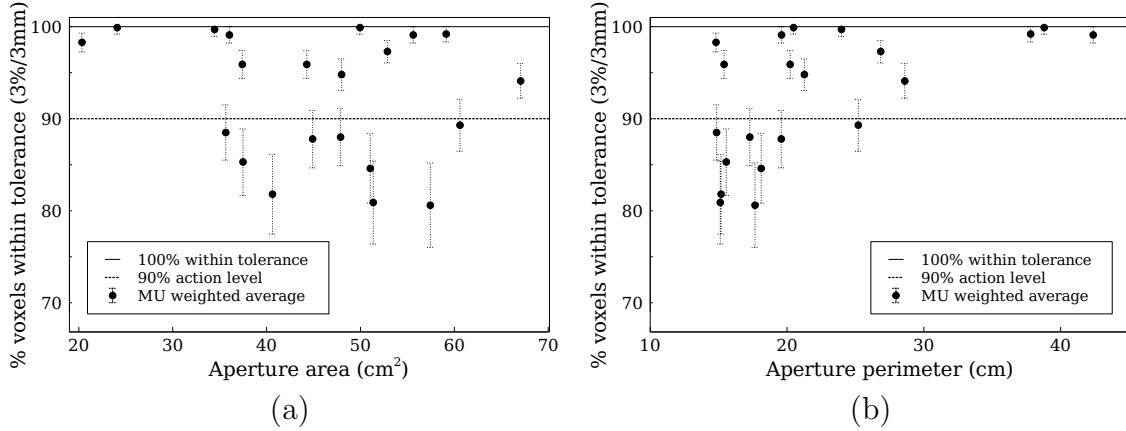 100
90
80
70
% voxels within tolerance (3%/3mm)
100% within tolerance
90% action level
MU weighted average
20 30 40 50 60 70
Aperture area (cm²)
(a)
100
90
80
70
% voxels within tolerance (3%/3mm)
100% within tolerance
90% action level
MU weighted average
10 20 30 40
Aperture perimeter (cm)
(b)